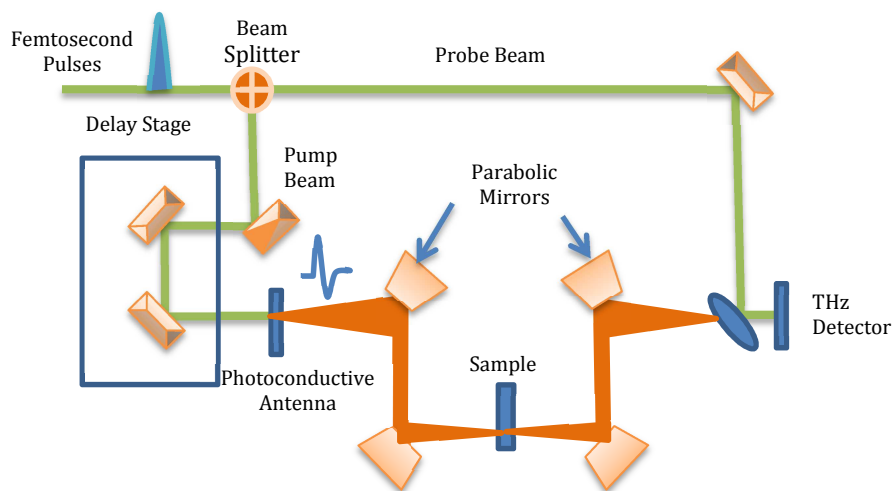 Femtosecond
Pulses
Beam
Splitter
Probe Beam
Delay Stage
Pump
Beam
Parabolic
Mirrors
THz
Detector
Photoconductive
Antenna
Sample